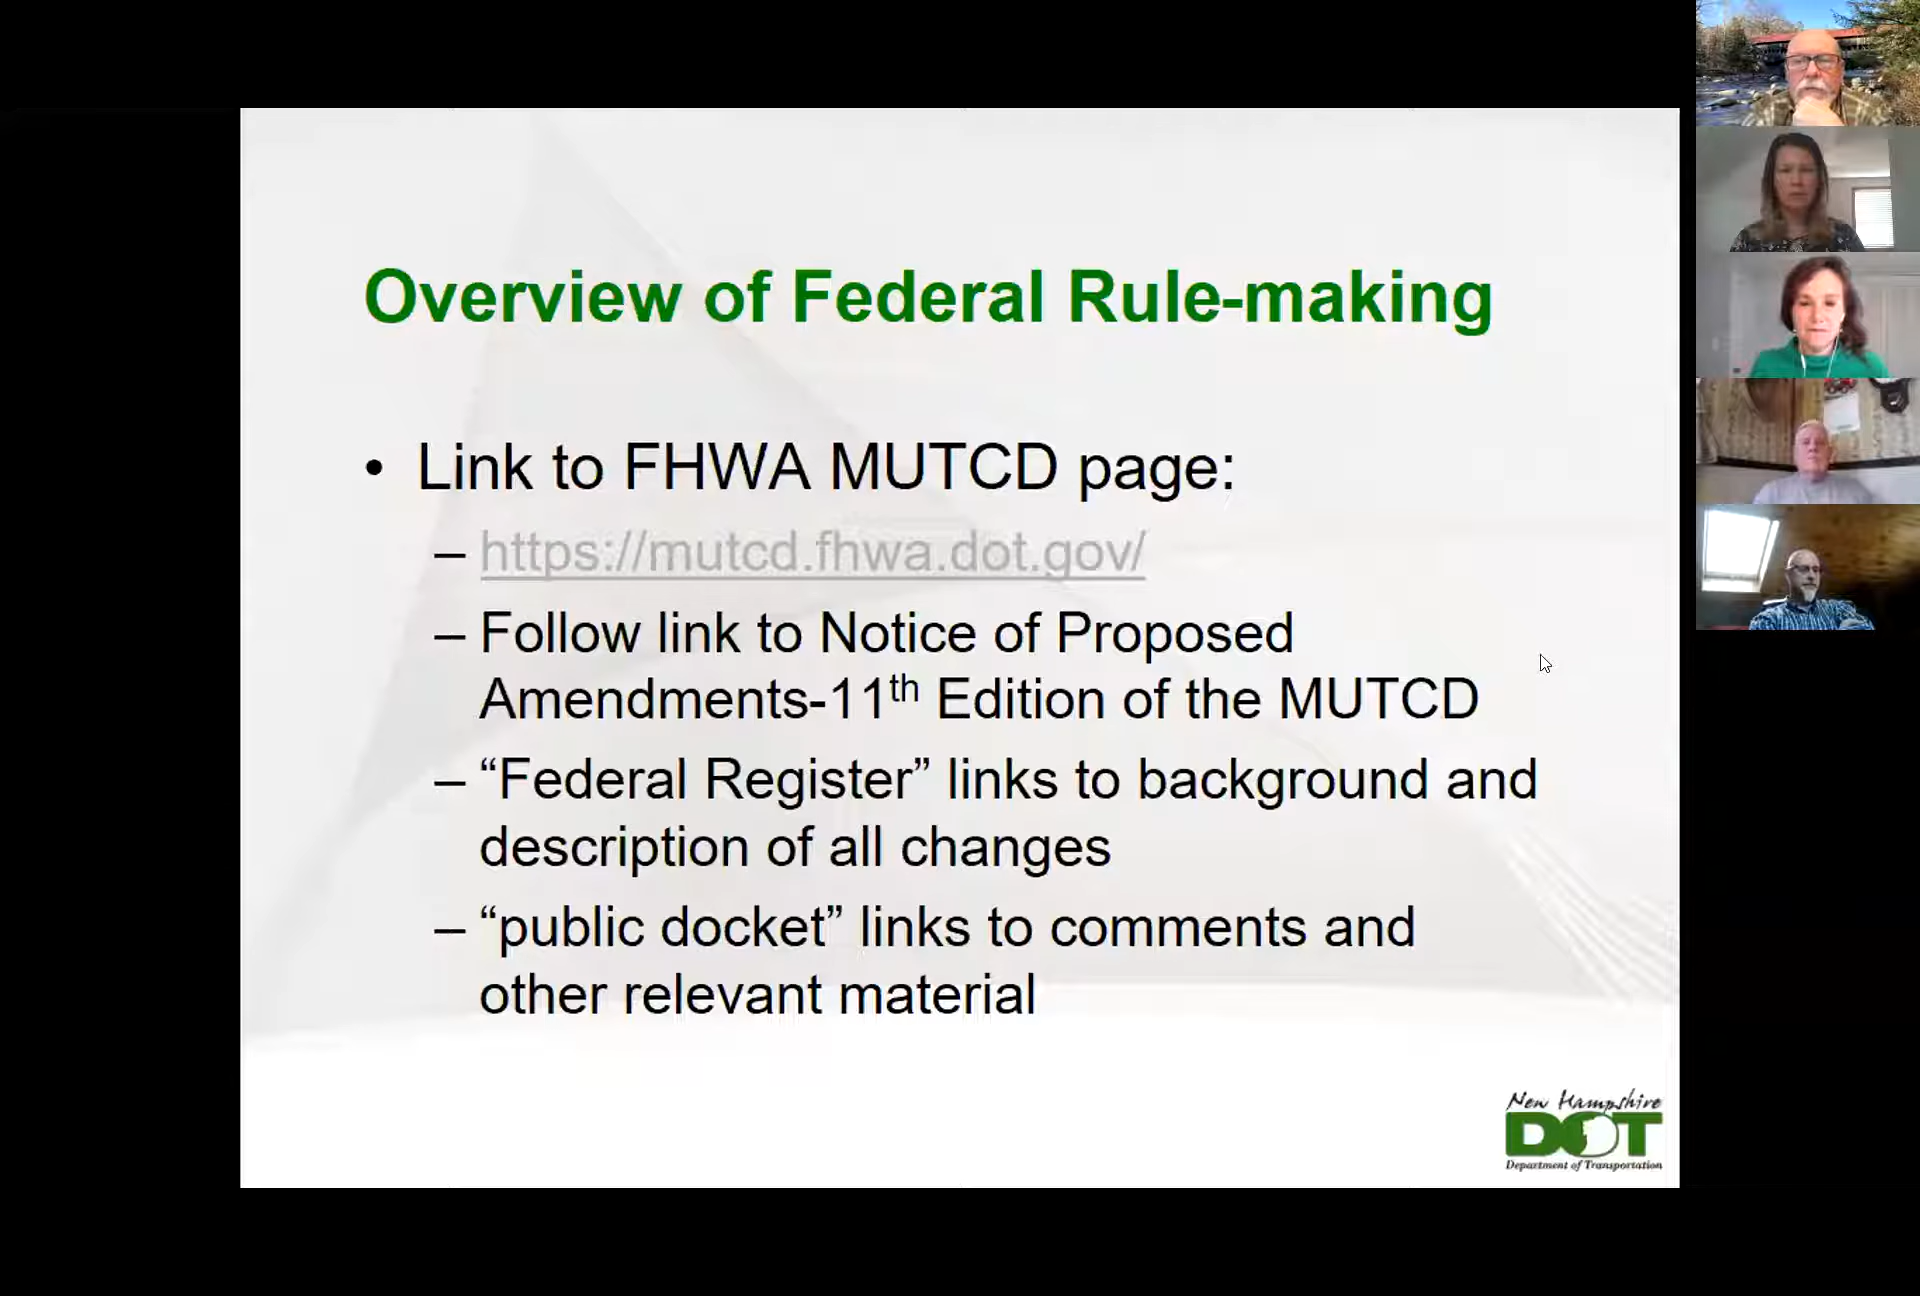 Overview of Federal Rule-making
• Link to FHWA MUTCD page:
– https://mutcd.fhwa.dot.gov/
– Follow link to Notice of Proposed
Amendments-11th Edition of the MUTCD
– “Federal Register” links to background and
description of all changes
– “public docket” links to comments and
other relevant material
New Hampshire
DOT
Department of Transportation